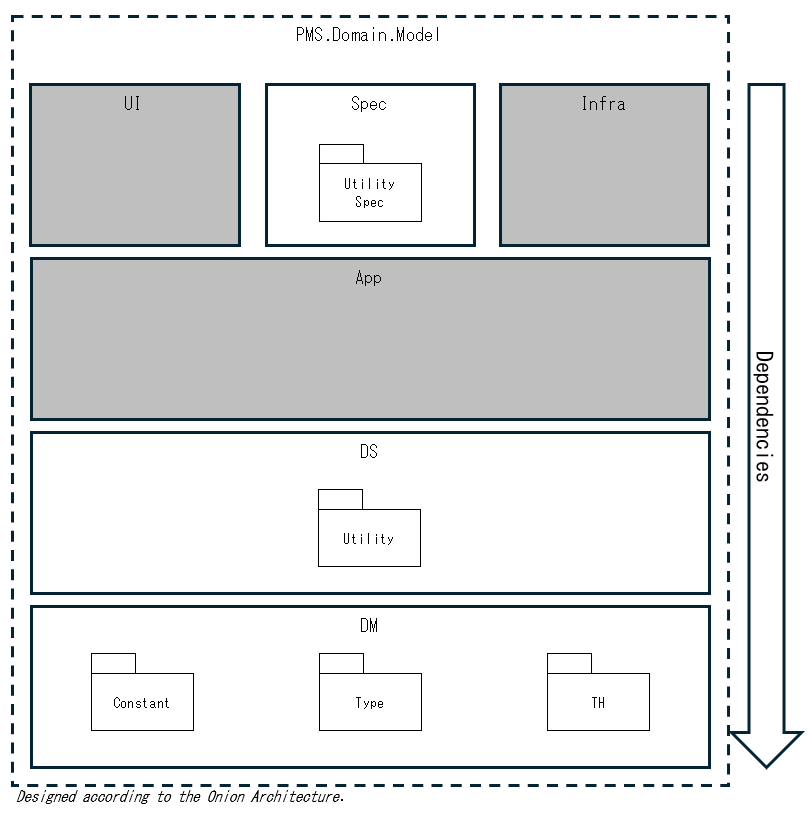 PMS.Domain.Model
UI
Spec
Infra
Utility
Spec
App
Dependencies
DS
Utility
DM
Constant
Type
TH
Designed according to the Onion Architecture.